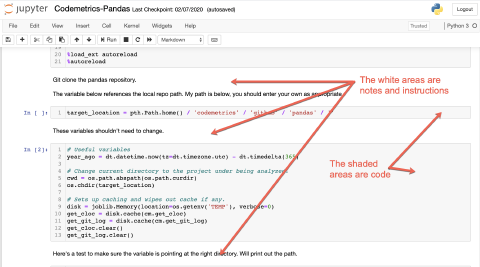 jupyter Codemetrics-Pandas Last Checkpoint: 02/07/2020 (autosaved)
Logout
File Edit View Insert Cell Kernel Widgets Help
Trusted Python 3
Run Markdown
20 %load_ext autoreload
21 %autoreload
Git clone the pandas repository.
The variable below references the local repo path. My path is below, you should enter your own as appropriate.
The white areas are
notes and instructions
In [ ]: 1 target_location = pth.Path.home() / 'codemetrics' / 'github' / 'pandas' /
These variables shouldn't need to change.
In [2]: 1 # Useful variables
2 year_ago = dt.datetime.now(tz=dt.timezone.utc) - dt.timedelta(365)
3
4 # Change current directory to the project under being analyzed.
5 cwd = os.path.abspath(os.path.curdir)
6 os.chdir(target_location)
7
The shaded
areas are code
8 # Sets up caching and wipes out cache if any.
9 disk = joblib.Memory(location=os.getenv('TEMP'), verbose=0)
10 get_cloc = disk.cache(cm.get_cloc)
11 get_git_log = disk.cache(cm.get_git_log)
12 get_cloc.clear()
13 get_git_log.clear()
Here's a test to make sure the variable is pointing at the right directory. Will print out the path.